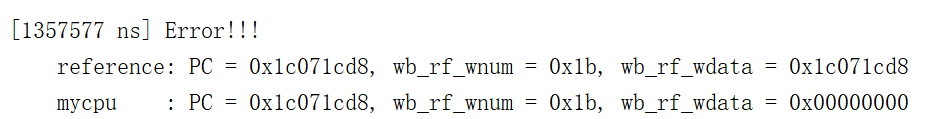 [1357577 ns] Error!!!
reference: PC = 0x1c071cd8, wb_rf_wnum = 0x1b, wb_rf_wdata = 0x1c071cd8
mycpu    : PC = 0x1c071cd8, wb_rf_wnum = 0x1b, wb_rf_wdata = 0x00000000